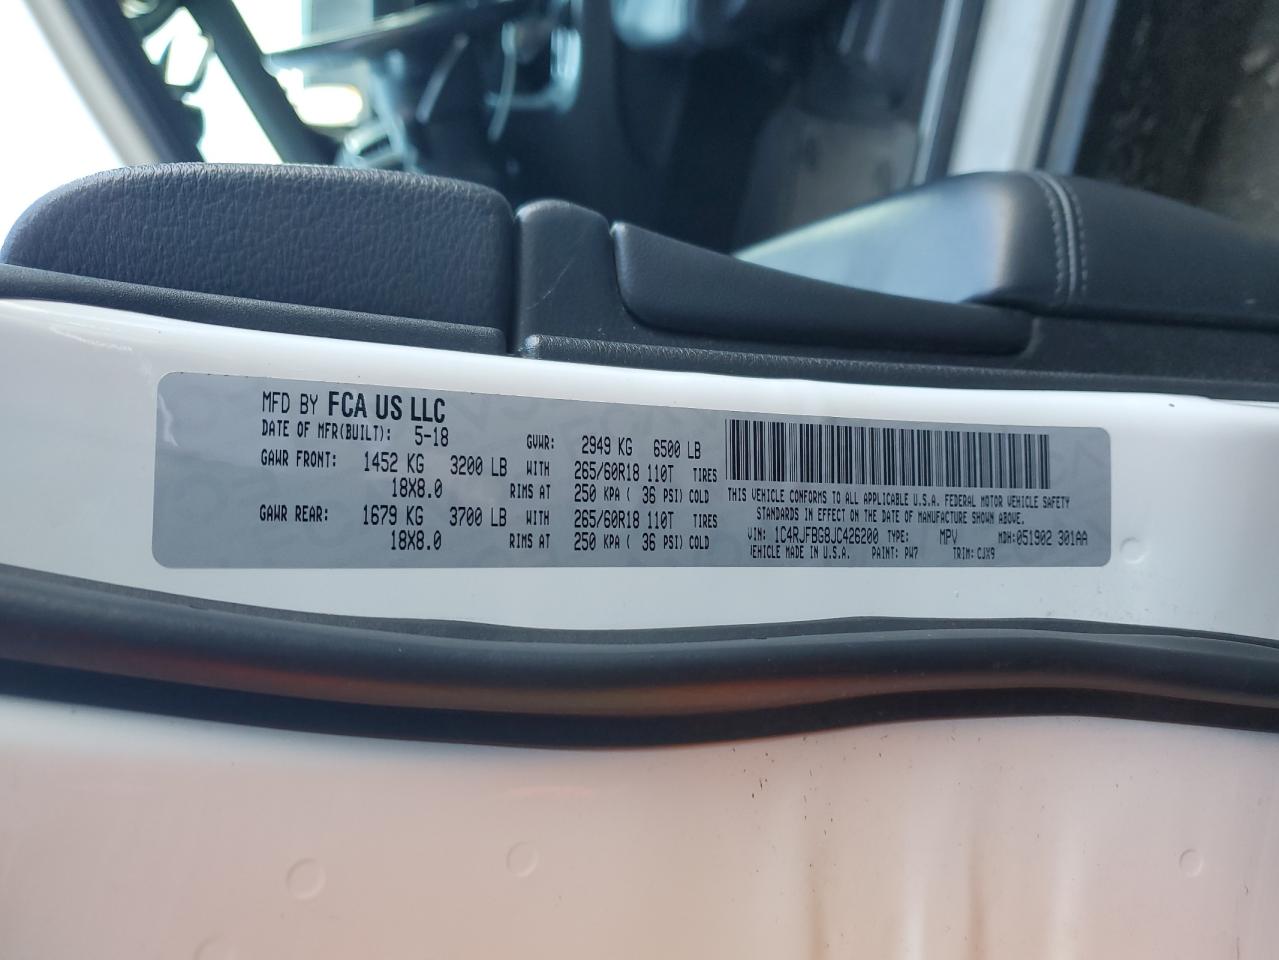 MFD BY FCA US LLC
DATE OF MFR(BUILT): 5-18 GVWR: 2949 KG 6500 LB
GAWR FRONT: 1452 KG 3200 LB WITH 265/60R18 110T TIRES
18X8.0 RIMS AT 250 KPA ( 36 PSI) COLD
GAWR REAR: 1679 KG 3700 LB WITH 265/60R18 110T TIRES
18X8.0 RIMS AT 250 KPA ( 36 PSI) COLD
THIS VEHICLE CONFORMS TO ALL APPLICABLE U.S.A. FEDERAL MOTOR VEHICLE SAFETY
STANDARDS IN EFFECT ON THE DATE OF MANUFACTURE SHOWN ABOVE.
VIN: 1C4RJFBG8JC426200 TYPE: MPV MDH:051902 301AA
VEHICLE MADE IN U.S.A. PAINT: PW7 TRIM: CJX9